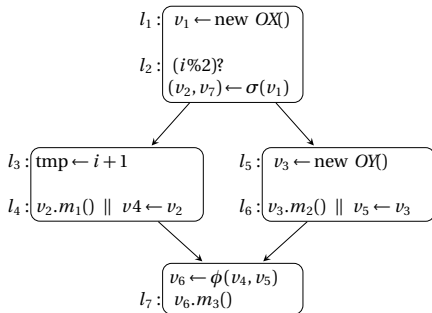 l₁: v₁ ← new OX()
l₂: (i%2)?
(v₂, v₇) ← σ(v₁)
l₃: tmp ← i + 1
l₄: v₂.m₁() || v4 ← v₂
l₅: v₃ ← new OY()
l₆: v₃.m₂() || v₅ ← v₃
v₆ ← ϕ(v₄, v₅)
l₇: v₆.m₃()